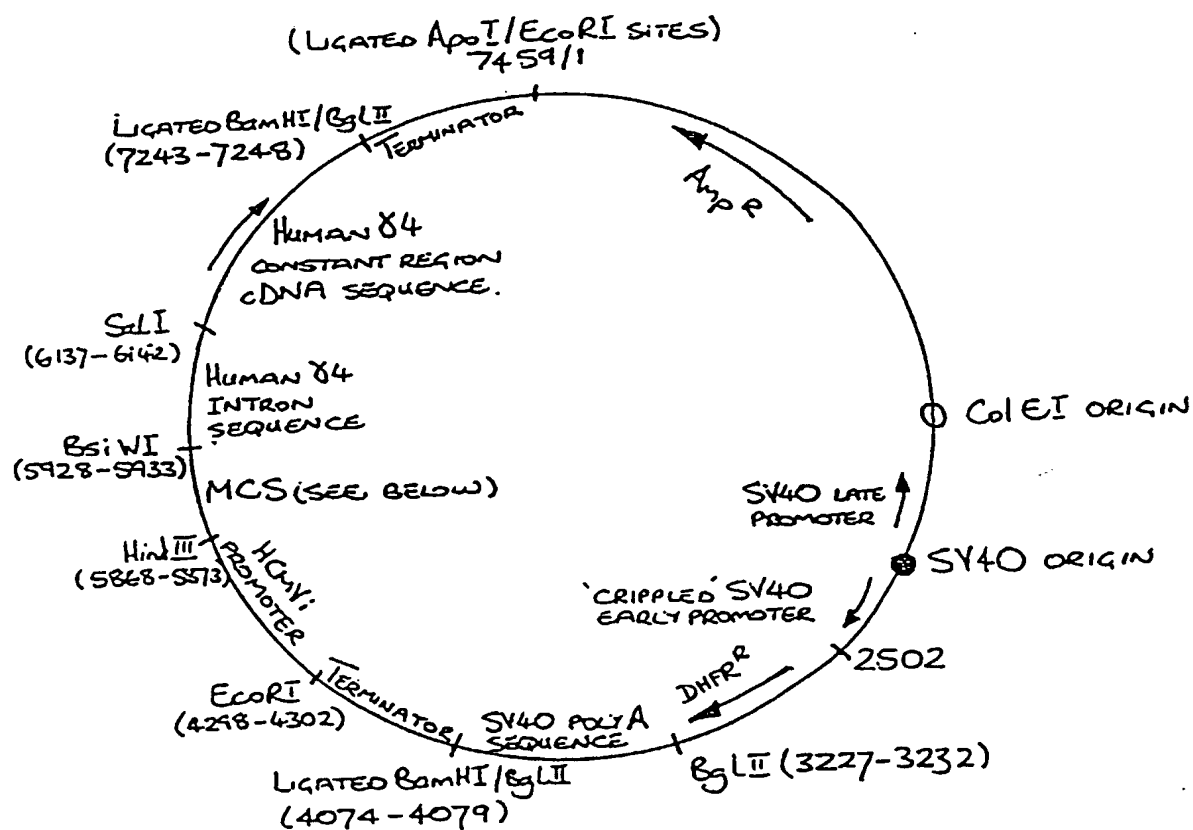 (LIGATED ApoI/EcoRI SITES)
7459/1
LIGATED BamHI/BgLII
(7243-7248)
TERMINATOR
AmpR
HUMAN γ4
CONSTANT REGION
cDNA SEQUENCE.
SaLI
(6137-6142)
HUMAN γ4
INTRON
SEQUENCE
BsiWI
(5928-5933)
MCS (SEE BELOW)
HindIII
(5868-5573)
HCMVi
PROMOTER
EcoRI
(4298-4302)
TERMINATOR
SV40 POLYA
SEQUENCE
LIGATED BamHI/BgLII
(4074-4079)
BgLII (3227-3232)
DHFR R
2502
'CRIPPLED' SV40
EARLY PROMOTER
SV40 ORIGIN
SV40 LATE
PROMOTER
Col EI ORIGIN